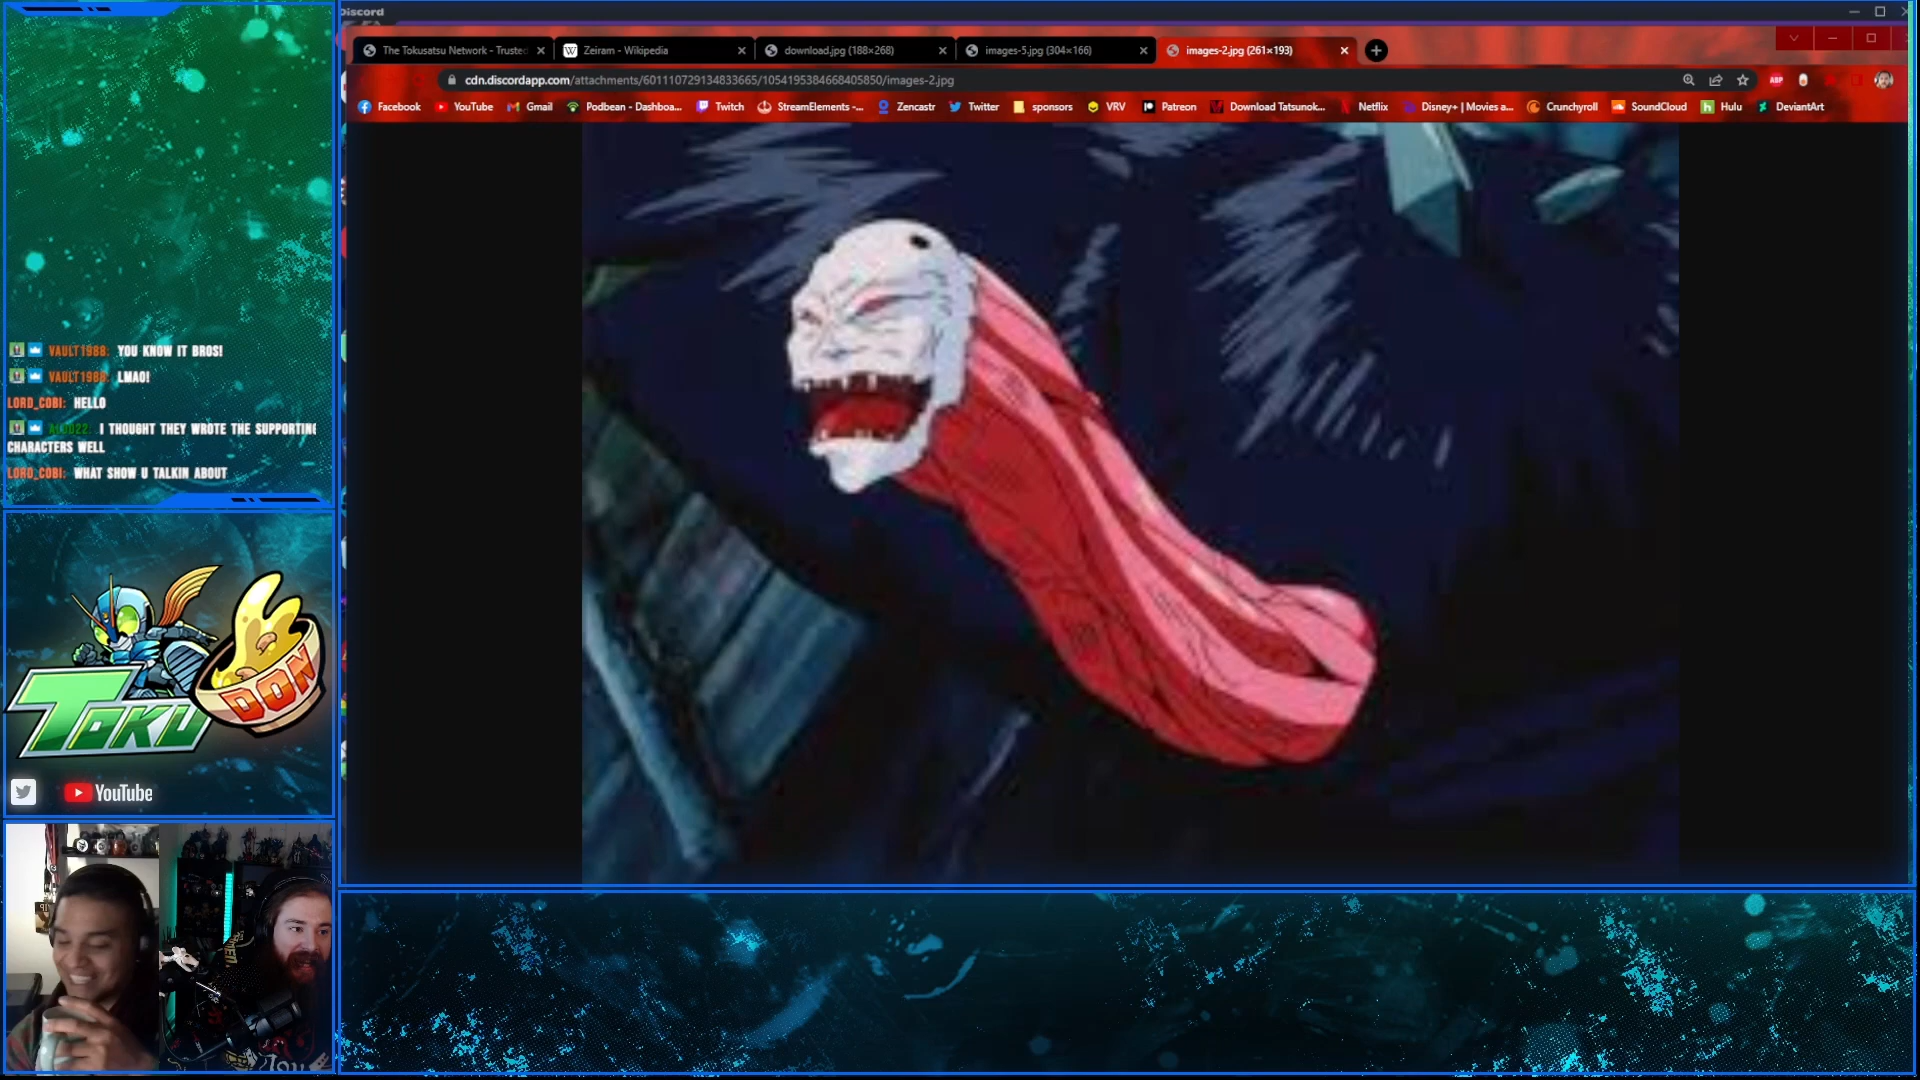 Discord
The Tokusatsu Network - Trusted
Zeiram - Wikipedia
download.jpg (188×268)
images-5.jpg (304×166)
images-2.jpg (261×193)
cdn.discordapp.com/attachments/601110729134833665/1054195384668405850/images-2.jpg
ABP
Facebook
YouTube
Gmail
Podbean - Dashboa...
Twitch
StreamElements -...
Zencastr
Twitter
sponsors
VRV
Patreon
Download Tatsunok...
Netflix
Disney+ | Movies a...
Crunchyroll
SoundCloud
Hulu
DeviantArt
VAULT1988: YOU KNOW IT BROS!
VAULT1988: LMAO!
LORD_COBI: HELLO
I THOUGHT THEY WROTE THE SUPPORTING
CHARACTERS WELL
LORD_COBI: WHAT SHOW U TALKIN ABOUT
TOKU
DON
YouTube